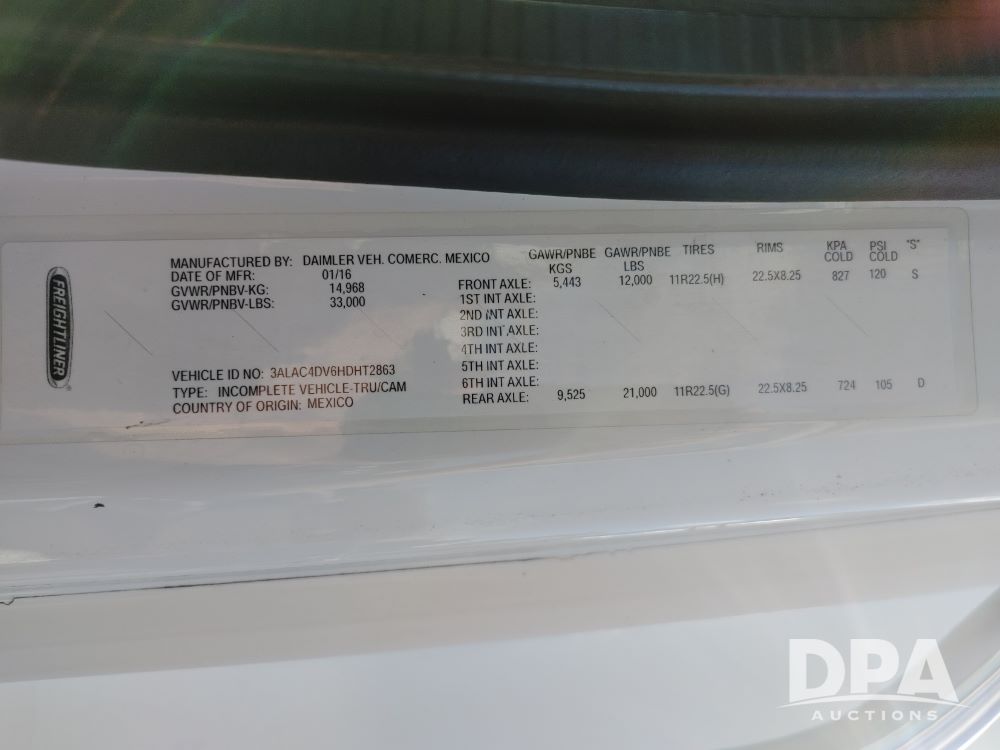 FREIGHTLINER
MANUFACTURED BY: DAIMLER VEH. COMERC. MEXICO
DATE OF MFR: 01/16
GVWR/PNBV-KG: 14,968
GVWR/PNBV-LBS: 33,000
VEHICLE ID NO: 3ALAC4DV6HDHT2863
TYPE: INCOMPLETE VEHICLE-TRU/CAM
COUNTRY OF ORIGIN: MEXICO
GAWR/PNBE KGS GAWR/PNBE LBS TIRES RIMS KPA COLD PSI COLD "S"
FRONT AXLE: 5,443 12,000 11R22.5(H) 22.5X8.25 827 120 S
1ST INT AXLE:
2ND INT AXLE:
3RD INT AXLE:
4TH INT AXLE:
5TH INT AXLE:
6TH INT AXLE:
REAR AXLE: 9,525 21,000 11R22.5(G) 22.5X8.25 724 105 D
DPA
AUCTIONS